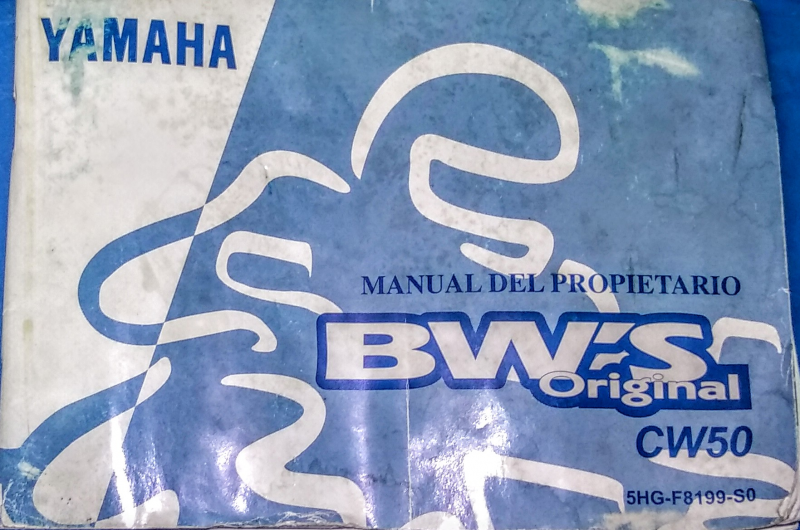 YAMAHA
MANUAL DEL PROPIETARIO
BW'S
Original
CW50
5HG-F8199-S0